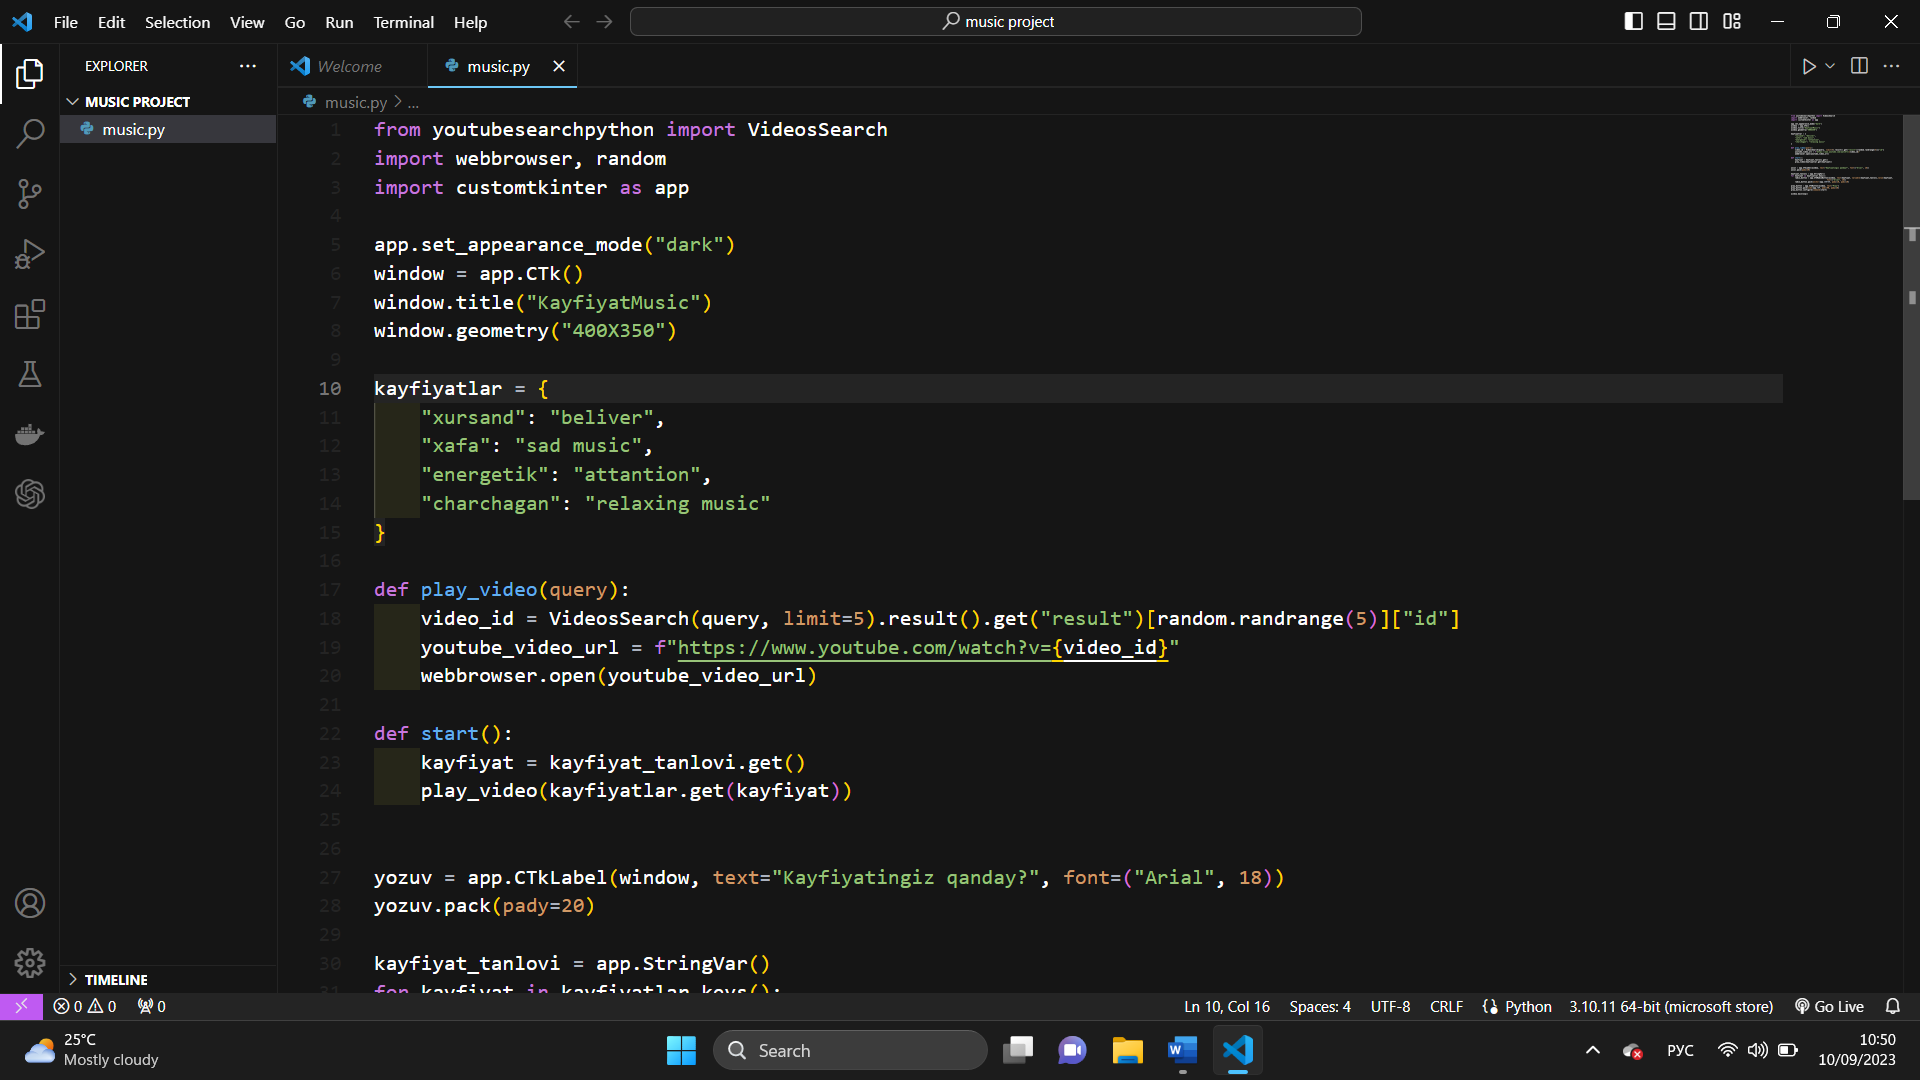 File Edit Selection View Go Run Terminal Help
music project
EXPLORER
Welcome
music.py
MUSIC PROJECT
music.py
music.py > ...
1 from youtubesearchpython import VideosSearch
2 import webbrowser, random
3 import customtkinter as app
4
5 app.set_appearance_mode("dark")
6 window = app.CTk()
7 window.title("KayfiyatMusic")
8 window.geometry("400X350")
9
10 kayfiyatlar = {
11 "xursand": "beliver",
12 "xafa": "sad music",
13 "energetik": "attantion",
14 "charchagan": "relaxing music"
15 }
16
17 def play_video(query):
18 video_id = VideosSearch(query, limit=5).result().get("result")[random.randrange(5)]["id"]
19 youtube_video_url = f"https://www.youtube.com/watch?v={video_id}"
20 webbrowser.open(youtube_video_url)
21
22 def start():
23 kayfiyat = kayfiyat_tanlovi.get()
24 play_video(kayfiyatlar.get(kayfiyat))
25
26
27 yozuv = app.CTkLabel(window, text="Kayfiyatingiz qanday?", font=("Arial", 18))
28 yozuv.pack(pady=20)
29
30 kayfiyat_tanlovi = app.StringVar()
31 for kayfiyat in kayfiyatlar.keys():
TIMELINE
0 0 0
Ln 10, Col 16 Spaces: 4 UTF-8 CRLF Python 3.10.11 64-bit (microsoft store) Go Live
25°C
Mostly cloudy
Search
РУС
10:50
10/09/2023